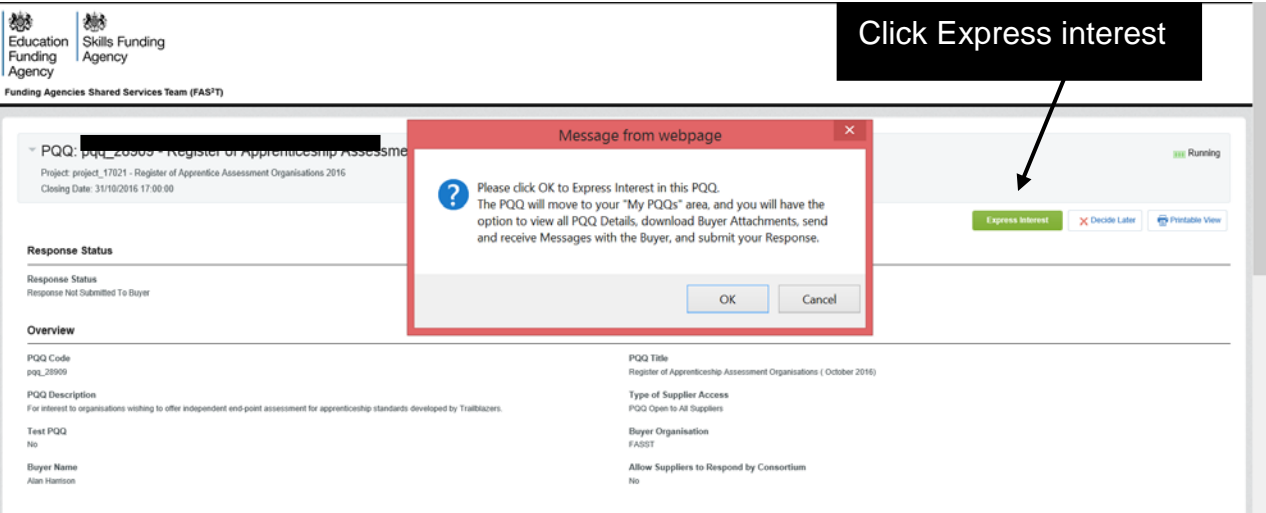 Education
Funding
Agency
Skills Funding
Agency
Funding Agencies Shared Services Team (FAS²T)
Click Express interest
PQQ: pqq_28909 - Register of Apprenticeship Assessme
Project: project_17021 - Register of Apprentice Assessment Organisations 2016
Closing Date: 31/10/2016 17:00:00
Running
Message from webpage
Please click OK to Express Interest in this PQQ.
The PQQ will move to your "My PQQs" area, and you will have the
option to view all PQQ Details, download Buyer Attachments, send
and receive Messages with the Buyer, and submit your Response.
OK Cancel
Express Interest Decide Later Printable View
Response Status
Response Status
Response Not Submitted To Buyer
Overview
PQQ Code
pqq_28909
PQQ Title
Register of Apprenticeship Assessment Organisations ( October 2016)
PQQ Description
For interest to organisations wishing to offer independent end-point assessment for apprenticeship standards developed by Trailblazers.
Type of Supplier Access
PQQ Open to All Suppliers
Test PQQ
No
Buyer Organisation
FASST
Buyer Name
Alan Harrison
Allow Suppliers to Respond by Consortium
No